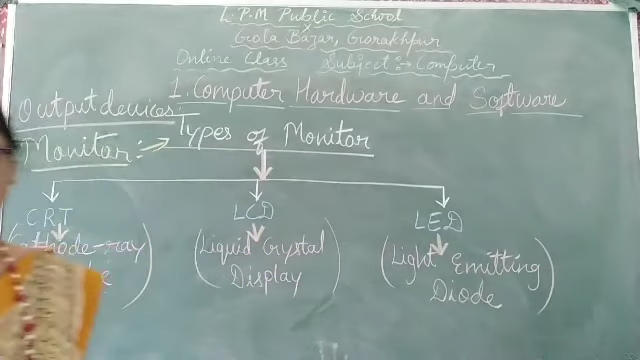 L.P.M Public School
Gola Bazar, Gorakhpur
Online Class Subject:- Computer
1. Computer Hardware and Software
Output devices:
Monitor:⇒ Types of Monitor
CRT LCD LED
(Cathode-ray (Liquid Crystal Display) (Light Emitting Diode)